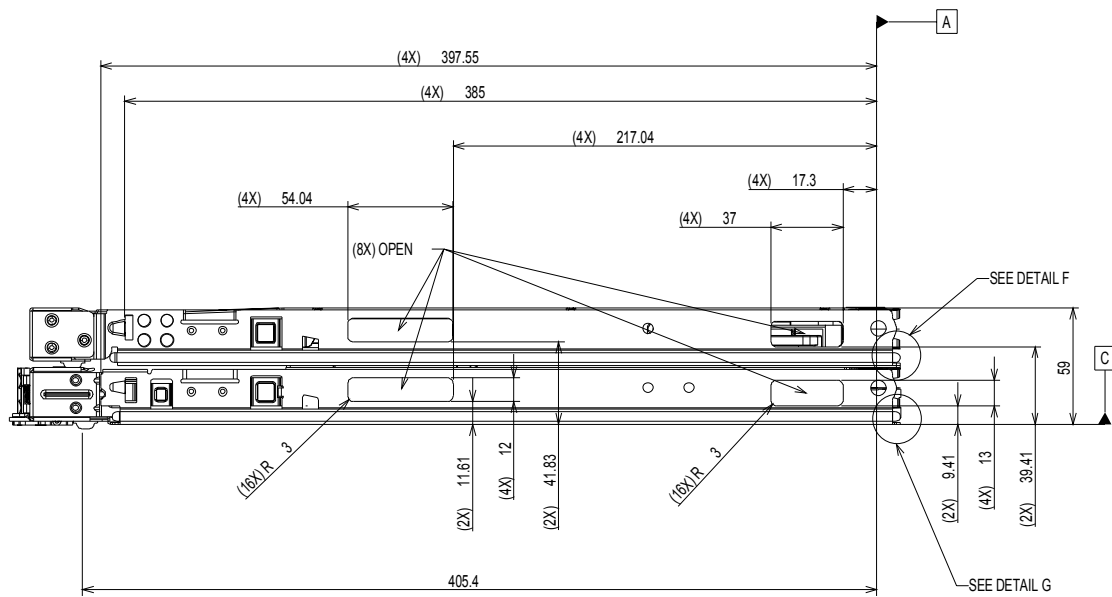 A
(4X) 397.55
(4X) 385
(4X) 217.04
(4X) 17.3
(4X) 54.04
(4X) 37
(8X) OPEN
SEE DETAIL F
C
59
(16X) R 3
(2X) 11.61
(4X) 12
(2X) 41.83
(16X) R 3
(2X) 9.41
(4X) 13
(2X) 39.41
405.4
SEE DETAIL G